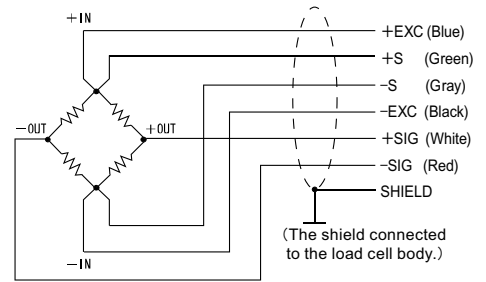 +IN
+EXC (Blue)
+S (Green)
-S (Gray)
-EXC (Black)
-OUT
+OUT
+SIG (White)
-SIG (Red)
SHIELD
-IN
(The shield connected
to the load cell body.)